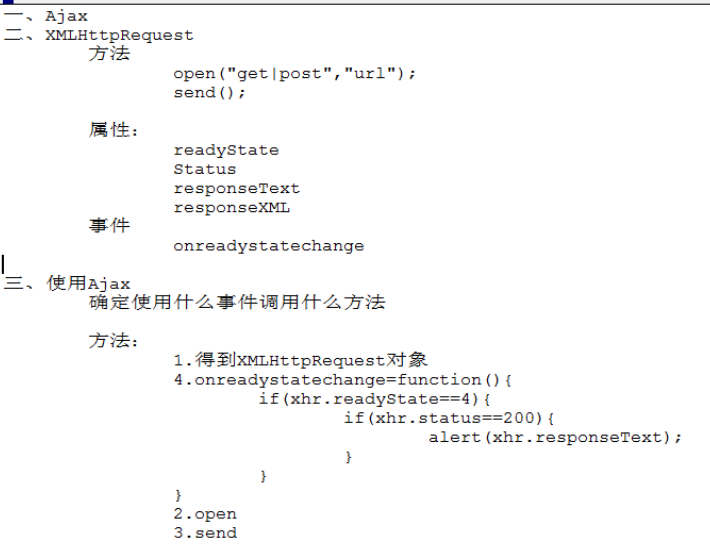 一、Ajax
二、XMLHttpRequest
方法
open("get|post","url");
send();
属性:
readyState
Status
responseText
responseXML
事件
onreadystatechange
三、使用Ajax
确定使用什么事件调用什么方法
方法:
1.得到XMLHttpRequest对象
4.onreadystatechange=function(){
if(xhr.readyState==4){
if(xhr.status==200){
alert(xhr.responseText);
}
}
}
2.open
3.send